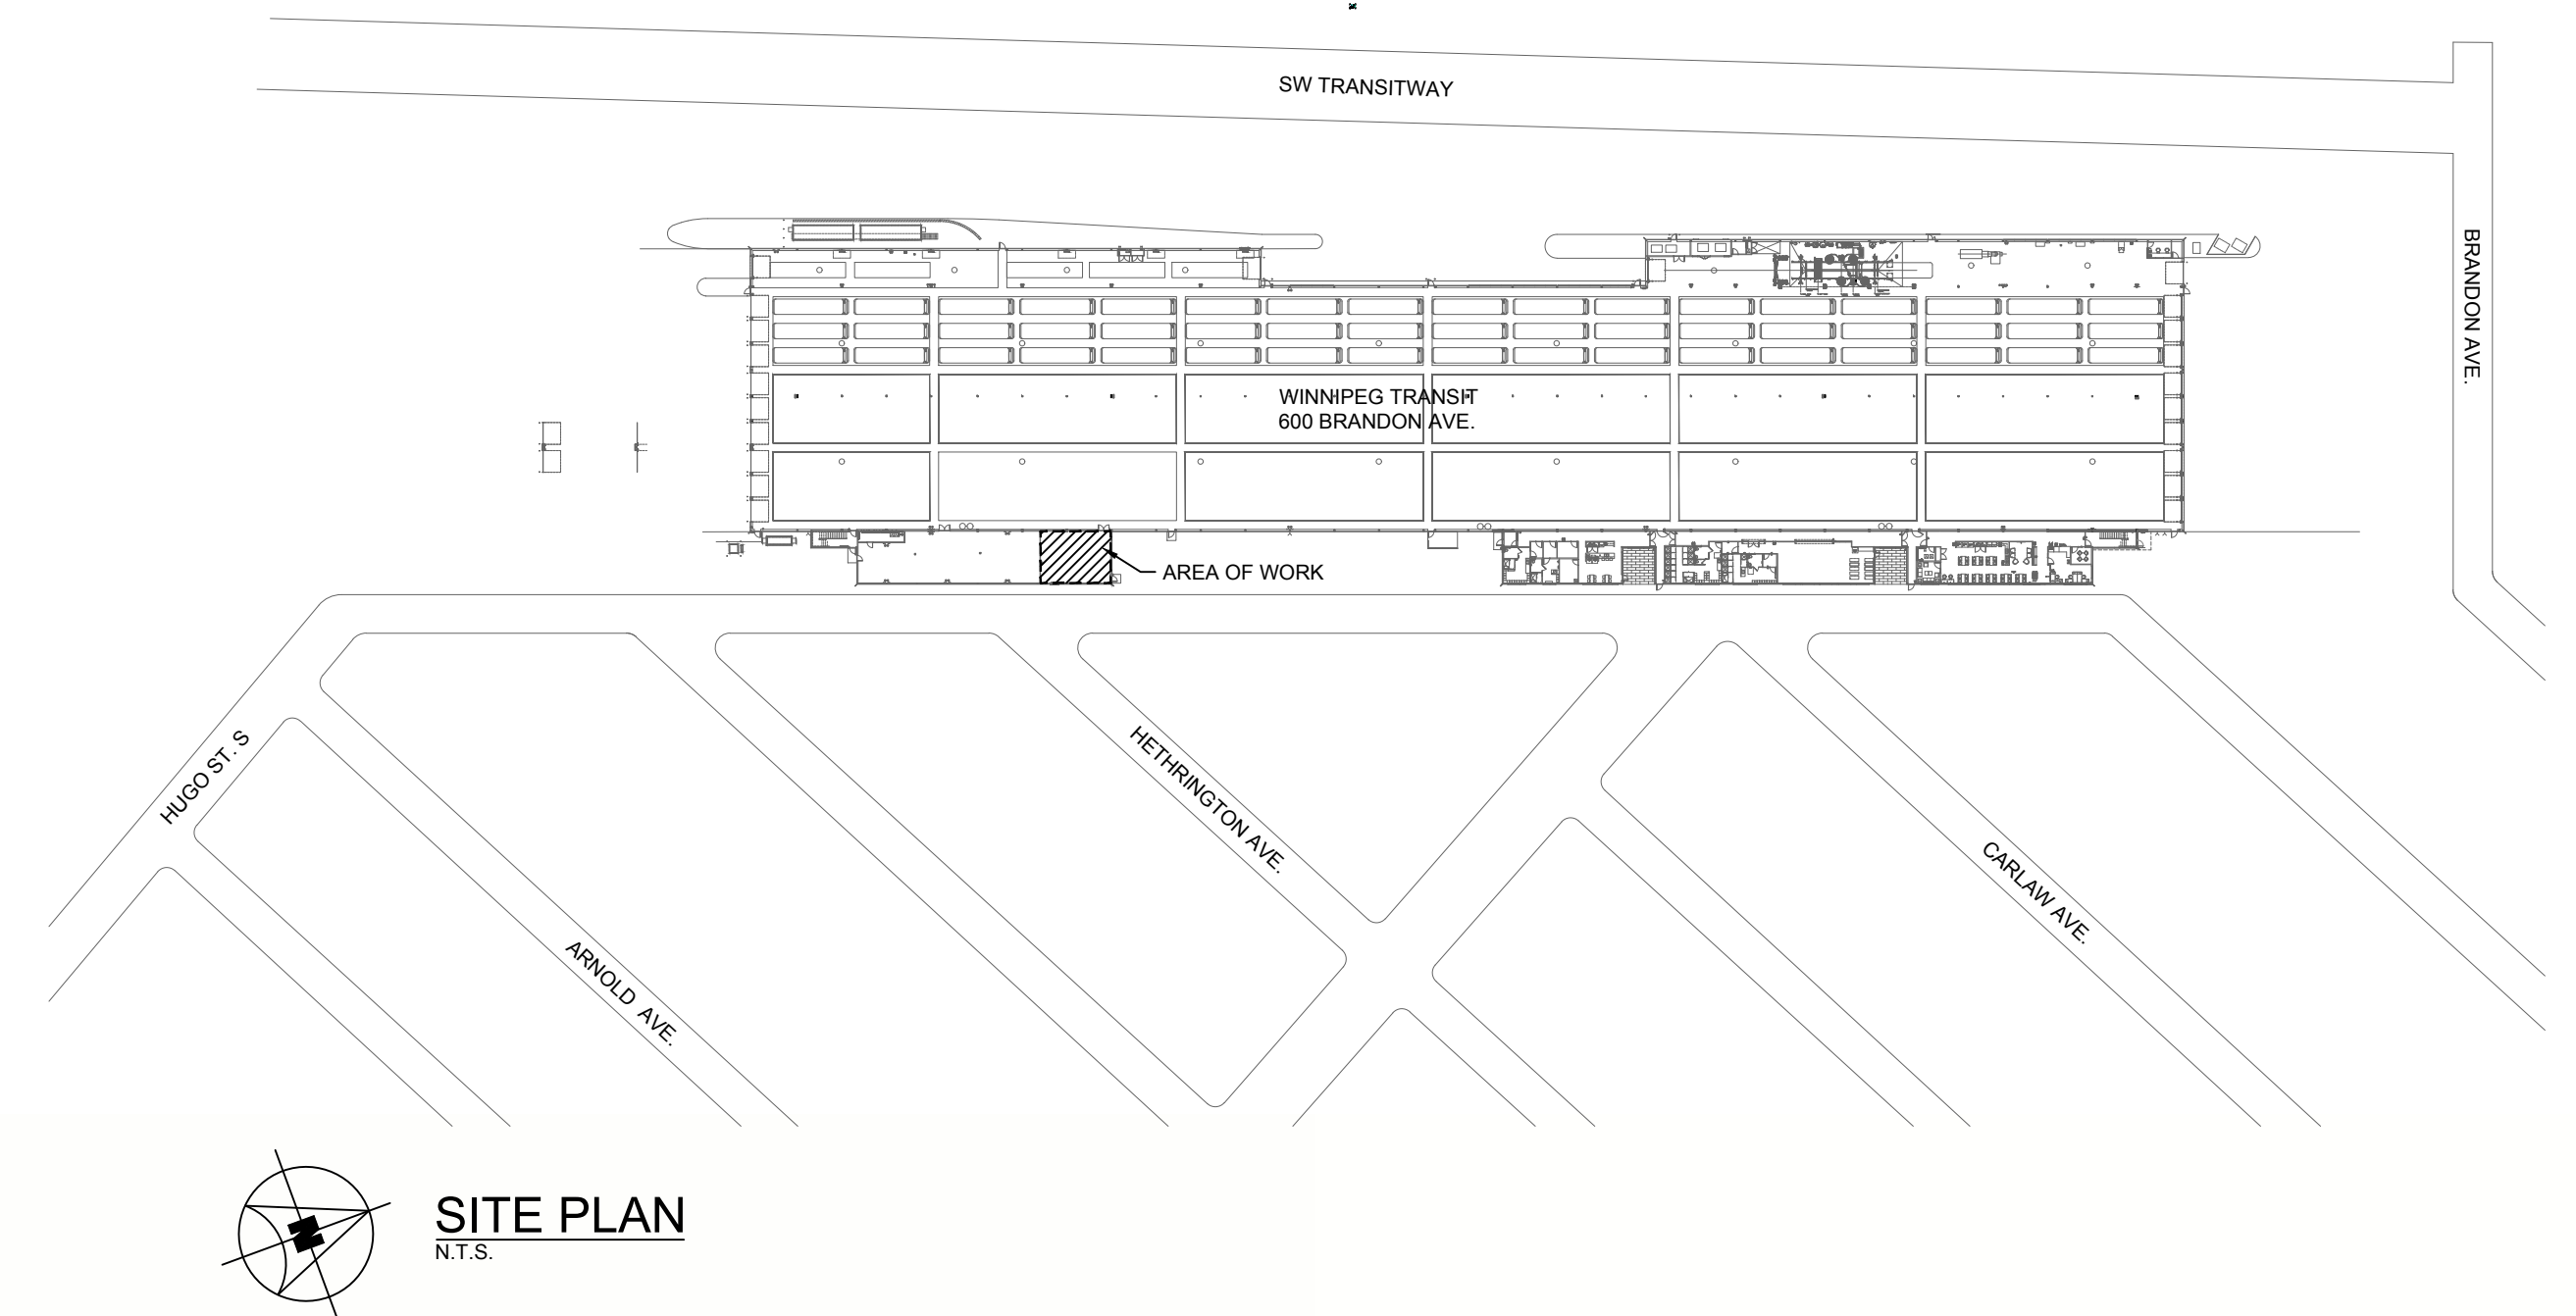 SW TRANSITWAY
BRANDON AVE.
WINNIPEG TRANSIT
600 BRANDON AVE.
AREA OF WORK
HUGO ST. S
HETHRINGTON AVE.
CARLAW AVE.
ARNOLD AVE.
N
SITE PLAN
N.T.S.